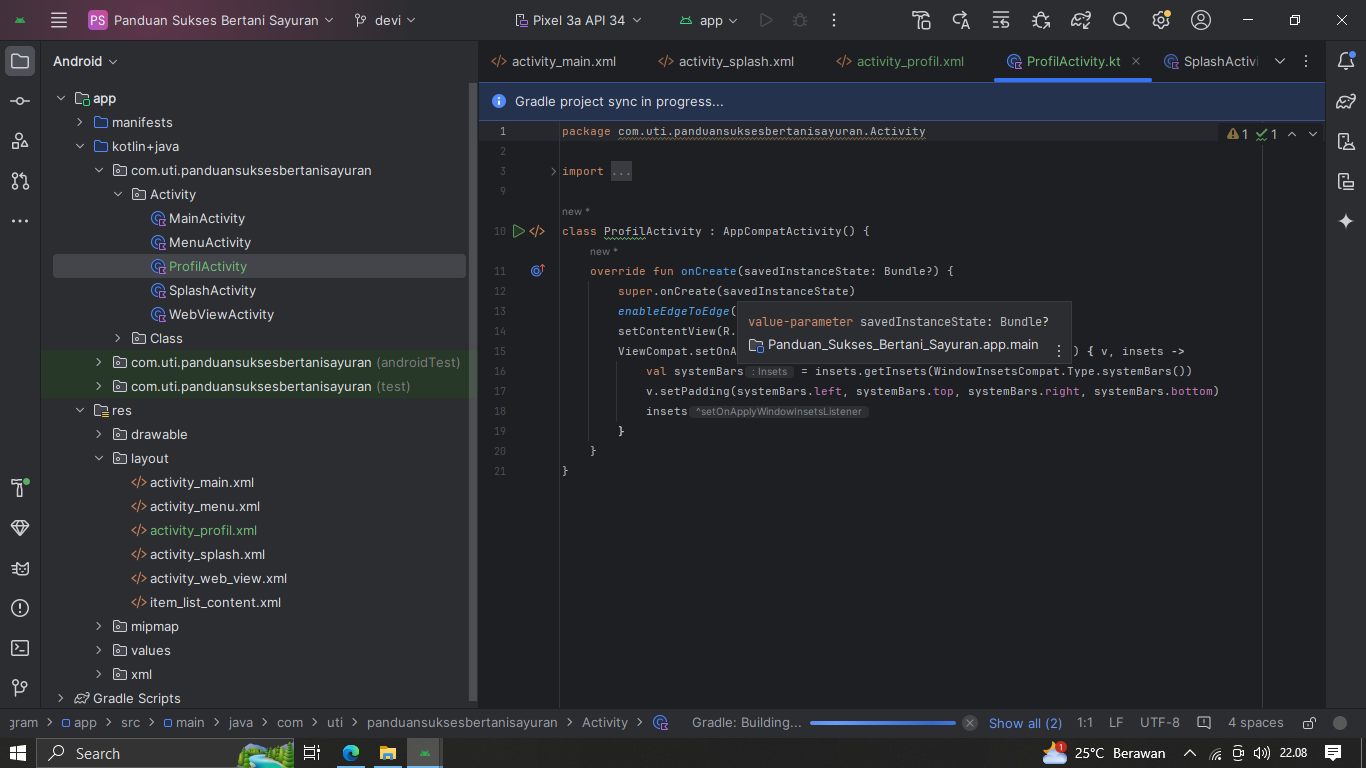 PS Panduan Sukses Bertani Sayuran devi Pixel 3a API 34 app
Android
activity_main.xml activity_splash.xml activity_profil.xml ProfilActivity.kt SplashActivi
Gradle project sync in progress...
app
manifests
kotlin+java
com.uti.panduansuksesbertanisayuran
Activity
MainActivity
MenuActivity
ProfilActivity
SplashActivity
WebViewActivity
Class
com.uti.panduansuksesbertanisayuran (androidTest)
com.uti.panduansuksesbertanisayuran (test)
res
drawable
layout
activity_main.xml
activity_menu.xml
activity_profil.xml
activity_splash.xml
activity_web_view.xml
item_list_content.xml
mipmap
values
xml
Gradle Scripts
1 package com.uti.panduansuksesbertanisayuran.Activity
1 1
2
3 import ...
9
new *
10 class ProfilActivity : AppCompatActivity() {
new *
11 override fun onCreate(savedInstanceState: Bundle?) {
12 super.onCreate(savedInstanceState)
13 enableEdgeToEdge(
14 setContentView(R.
15 ViewCompat.setOnA ) { v, insets ->
value-parameter savedInstanceState: Bundle?
Panduan_Sukses_Bertani_Sayuran.app.main
16 val systemBars : Insets = insets.getInsets(WindowInsetsCompat.Type.systemBars())
17 v.setPadding(systemBars.left, systemBars.top, systemBars.right, systemBars.bottom)
18 insets ^setOnApplyWindowInsetsListener
19 }
20 }
21 }
gram > app > src > main > java > com > uti > panduansuksesbertanisayuran > Activity > Gradle: Building... Show all (2) 1:1 LF UTF-8 4 spaces
Search 1 25°C Berawan 22.08